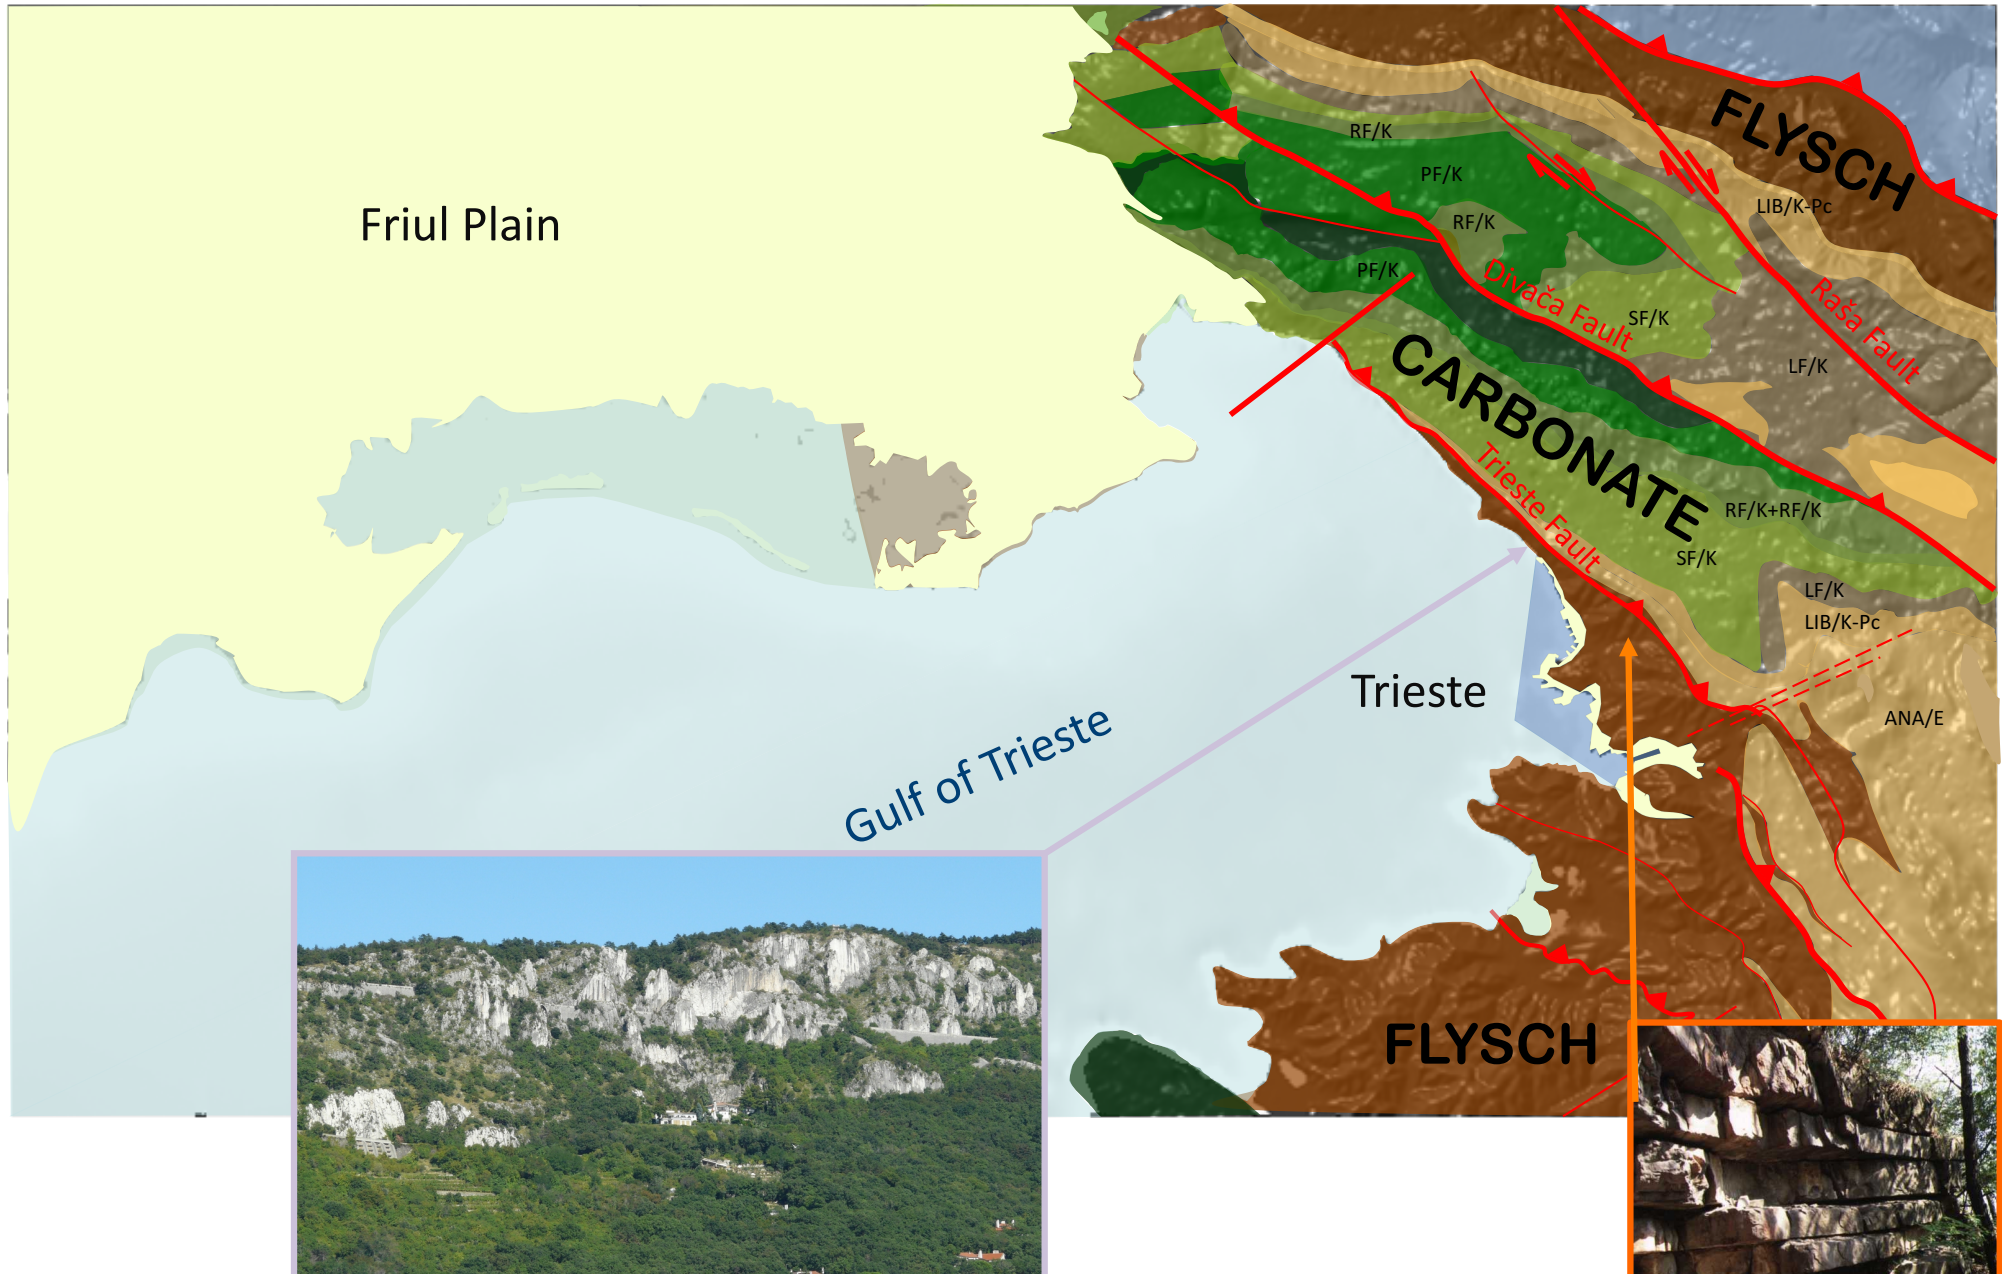 FLYSCH
RF/K
PF/K
LIB/K-Pc
RF/K
Friul Plain
PF/K
Divača Fault
Raša Fault
SF/K
LF/K
CARBONATE
Trieste Fault
RF/K+RF/K
SF/K
LF/K
LIB/K-Pc
Trieste
ANA/E
Gulf of Trieste
FLYSCH